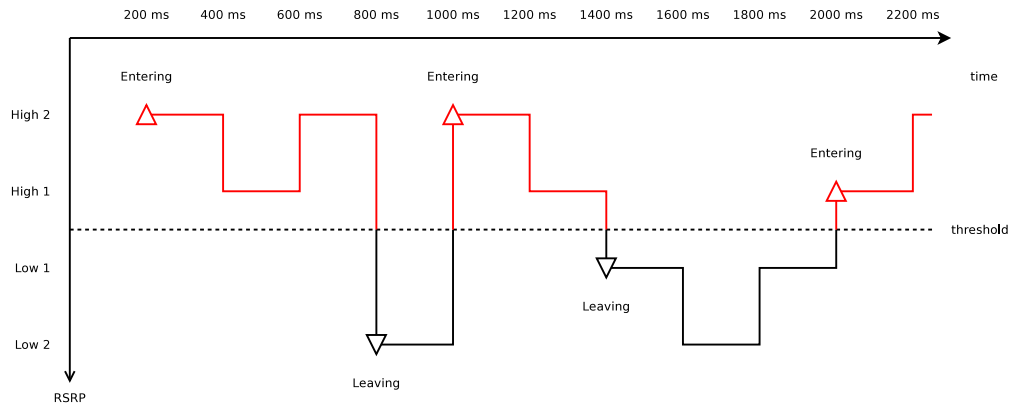 200 ms 400 ms 600 ms 800 ms 1000 ms 1200 ms 1400 ms 1600 ms 1800 ms 2000 ms 2200 ms
Entering Entering time
High 2
Entering
High 1
threshold
Low 1
Leaving
Low 2
Leaving
RSRP